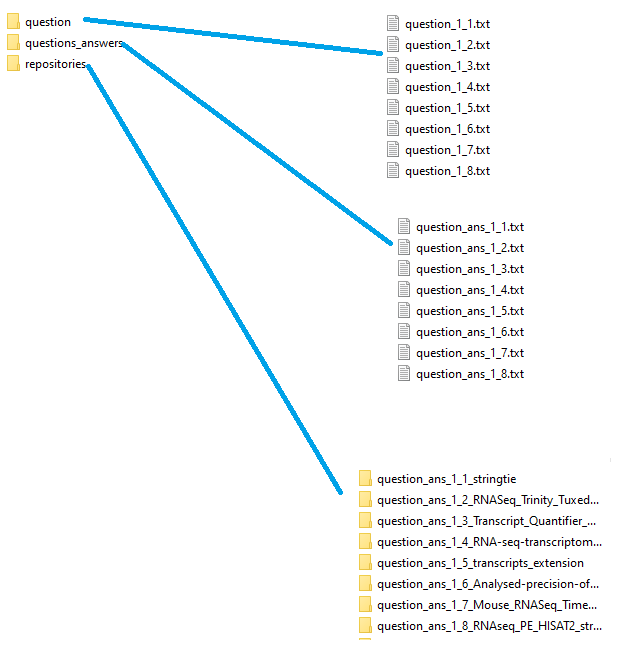 question
questions_answers
repositories
question_1_1.txt
question_1_2.txt
question_1_3.txt
question_1_4.txt
question_1_5.txt
question_1_6.txt
question_1_7.txt
question_1_8.txt
question_ans_1_1.txt
question_ans_1_2.txt
question_ans_1_3.txt
question_ans_1_4.txt
question_ans_1_5.txt
question_ans_1_6.txt
question_ans_1_7.txt
question_ans_1_8.txt
question_ans_1_1_stringtie
question_ans_1_2_RNASeq_Trinity_Tuxed...
question_ans_1_3_Transcript_Quantifier_...
question_ans_1_4_RNA-seq-transcriptom...
question_ans_1_5_transcripts_extension
question_ans_1_6_Analysed-precision-of...
question_ans_1_7_Mouse_RNASeq_Time...
question_ans_1_8_RNAseq_PE_HISAT2_str...